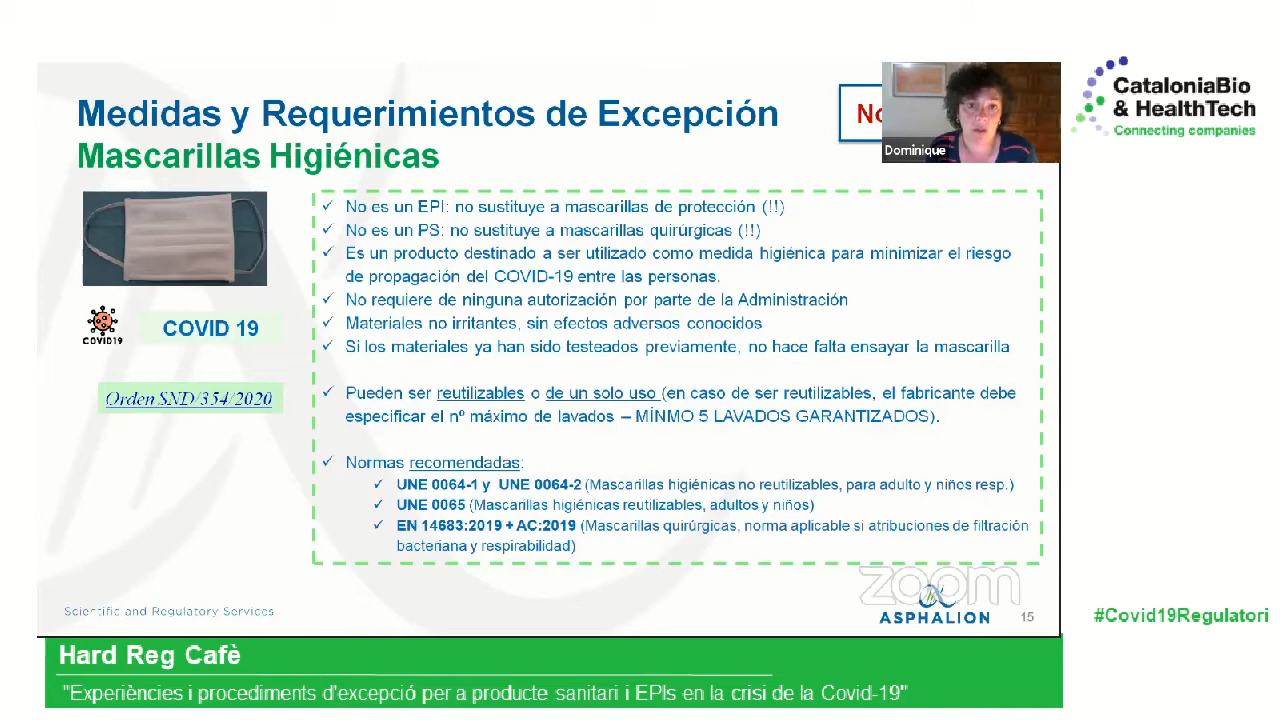 Medidas y Requerimientos de Excepción
Mascarillas Higiénicas
No
Dominique
CataloniaBio
& HealthTech
Connecting companies
✓ No es un EPI: no sustituye a mascarillas de protección (!!)
✓ No es un PS: no sustituye a mascarillas quirúrgicas (!!)
✓ Es un producto destinado a ser utilizado como medida higiénica para minimizar el riesgo
de propagación del COVID-19 entre las personas.
✓ No requiere de ninguna autorización por parte de la Administración
✓ Materiales no irritantes, sin efectos adversos conocidos
✓ Si los materiales ya han sido testeados previamente, no hace falta ensayar la mascarilla
✓ Pueden ser reutilizables o de un solo uso (en caso de ser reutilizables, el fabricante debe
especificar el nº máximo de lavados – MÍNMO 5 LAVADOS GARANTIZADOS).
✓ Normas recomendadas:
✓ UNE 0064-1 y UNE 0064-2 (Mascarillas higiénicas no reutilizables, para adulto y niños resp.)
✓ UNE 0065 (Mascarillas higiénicas reutilizables, adultos y niños)
✓ EN 14683:2019 + AC:2019 (Mascarillas quirúrgicas, norma aplicable si atribuciones de filtración
bacteriana y respirabilidad)
COVID19
COVID 19
Orden SND/354/2020
Scientific and Regulatory Services
zoom
ASPHALION
15
#Covid19Regulatori
Hard Reg Cafè
"Experiències i procediments d'excepció per a producte sanitari i EPIs en la crisi de la Covid-19"